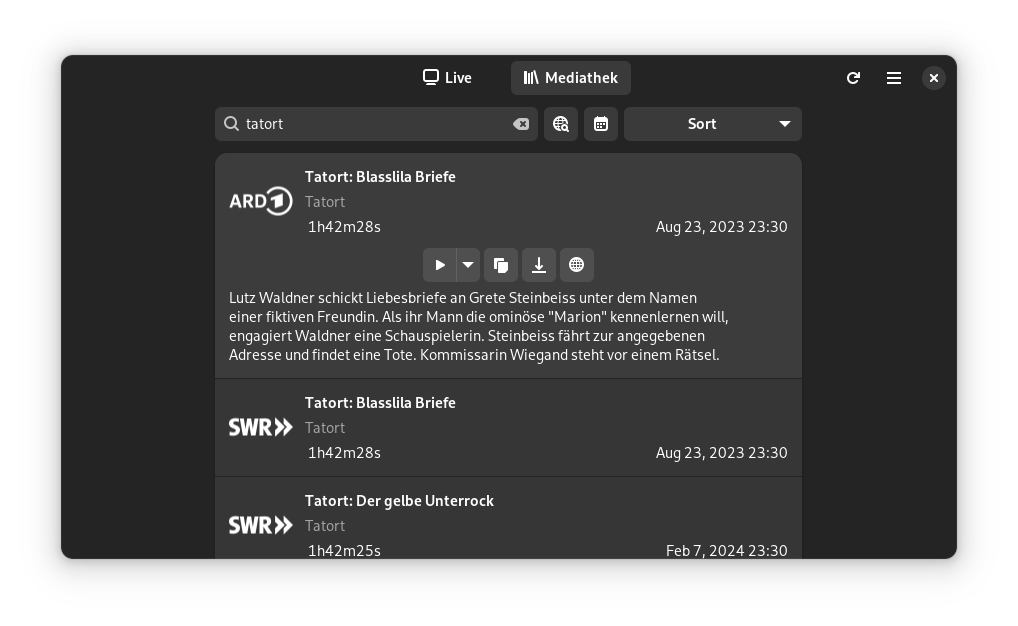 Live
Mediathek
tatort
Sort
Tatort: Blasslila Briefe
ARD 1
Tatort
1h42m28s
Aug 23, 2023 23:30
Lutz Waldner schickt Liebesbriefe an Grete Steinbeiss unter dem Namen
einer fiktiven Freundin. Als ihr Mann die ominöse "Marion" kennenlernen will,
engagiert Waldner eine Schauspielerin. Steinbeiss fährt zur angegebenen
Adresse und findet eine Tote. Kommissarin Wiegand steht vor einem Rätsel.
Tatort: Blasslila Briefe
SWR
Tatort
1h42m28s
Aug 23, 2023 23:30
Tatort: Der gelbe Unterrock
SWR
Tatort
1h42m25s
Feb 7, 2024 23:30